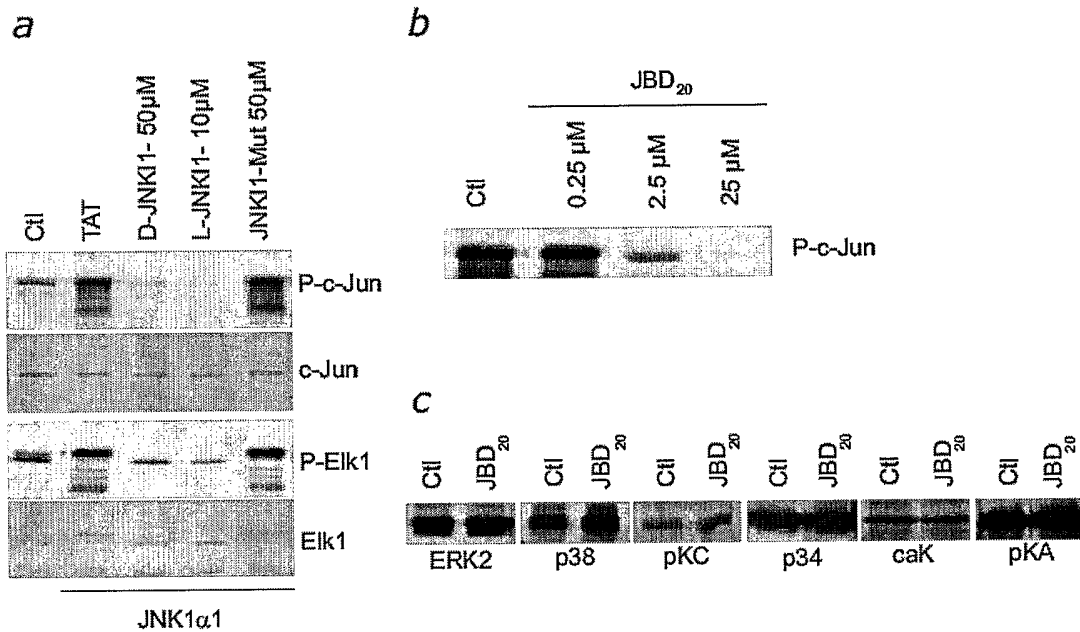 a
Ctl
TAT
D-JNKI1- 50µM
L-JNKI1- 10µM
JNKI1-Mut 50µM
P-c-Jun
c-Jun
P-Elk1
Elk1
JNK1α1
b
JBD20
Ctl
0.25 µM
2.5 µM
25 µM
P-c-Jun
c
Ctl JBD20 Ctl JBD20 Ctl JBD20 Ctl JBD20 Ctl JBD20 Ctl JBD20
ERK2 p38 pKC p34 caK pKA